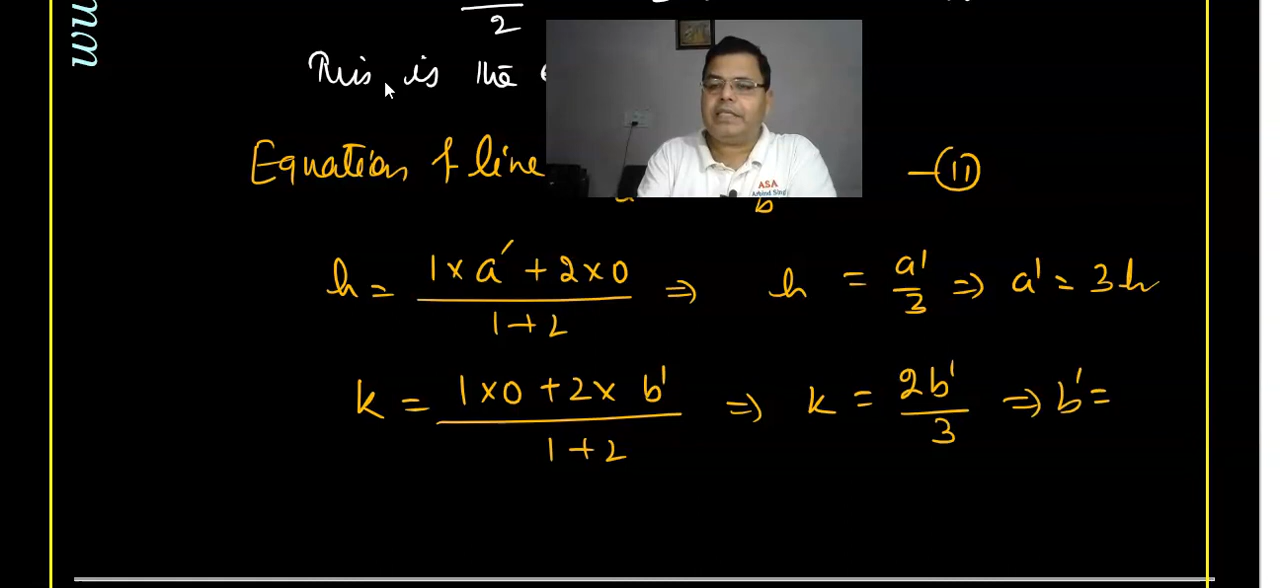 2
This is the
Equation of line
—(11)
b
h = (1 × a' + 2 × 0)/(1 + 2) ⇒ h = a'/3 ⇒ a' = 3h
k = (1 × 0 + 2 × b')/(1 + 2) ⇒ k = 2b'/3 ⇒ b' =
ASA